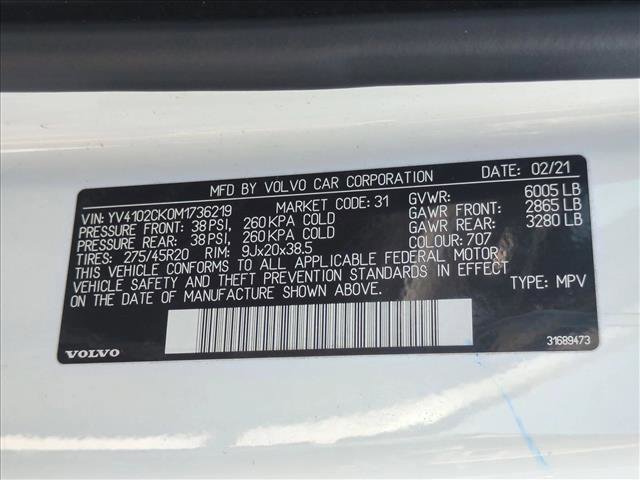 MFD BY VOLVO CAR CORPORATION DATE: 02/21
VIN: YV4102CK0M1736219 MARKET CODE: 31 GVWR: 6005 LB
PRESSURE FRONT: 38 PSI, 260 KPA COLD GAWR FRONT: 2865 LB
PRESSURE REAR: 38 PSI, 260 KPA COLD GAWR REAR: 3280 LB
TIRES: 275/45R20 RIM: 9Jx20x38.5 COLOUR: 707
THIS VEHICLE CONFORMS TO ALL APPLICABLE FEDERAL MOTOR
VEHICLE SAFETY AND THEFT PREVENTION STANDARDS IN EFFECT
ON THE DATE OF MANUFACTURE SHOWN ABOVE. TYPE: MPV
VOLVO 31689473